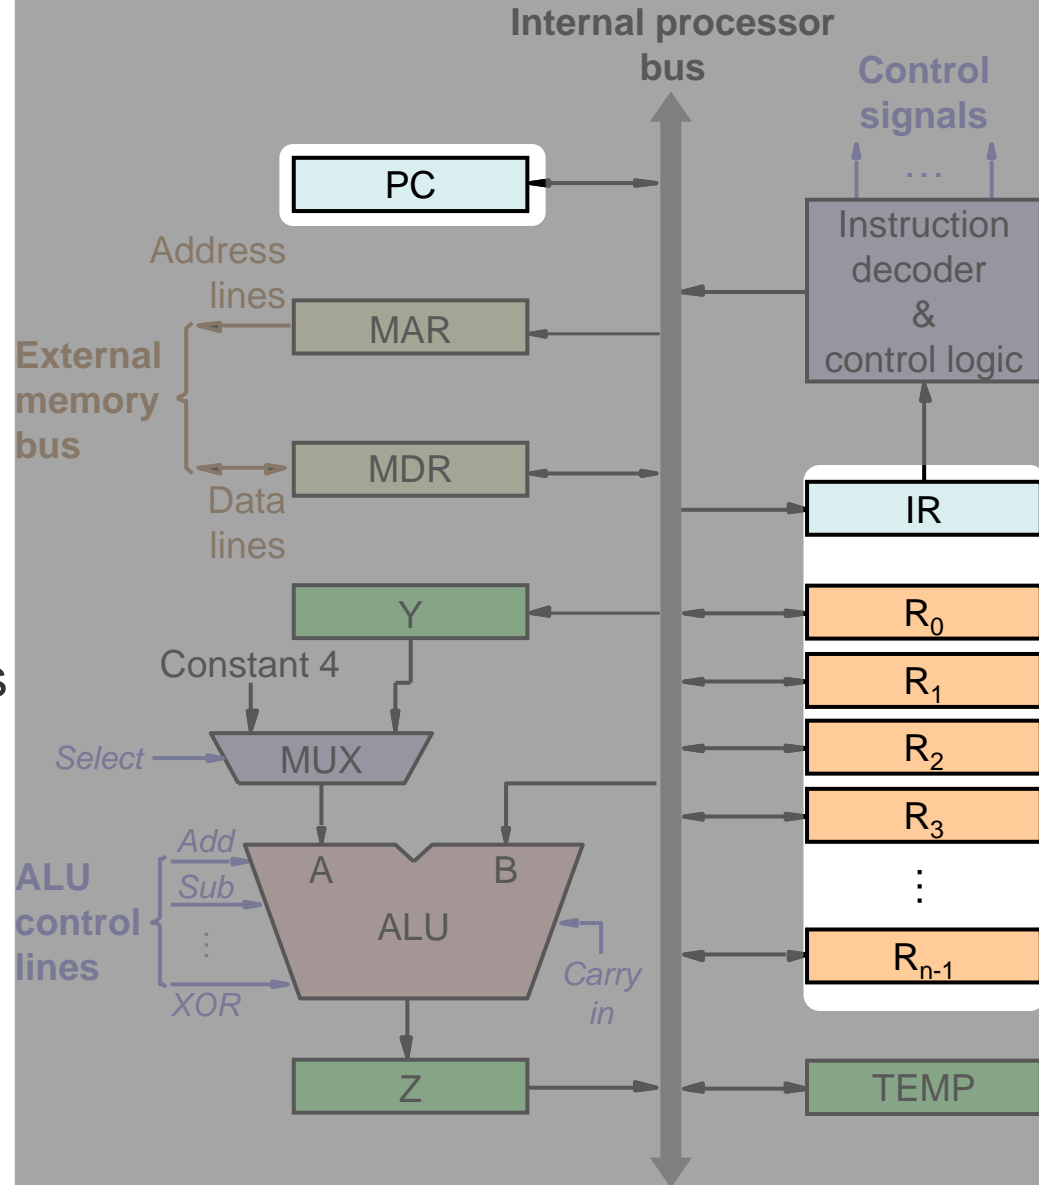 Internal processor
bus
Control
signals
...
PC
Instruction
decoder
&
control logic
Address
lines
MAR
External
memory
bus
MDR
Data
lines
IR
Y
R0
Constant 4
R1
s
Select
MUX
R2
R3
Add
A
B
⋮
ALU
control
lines
Sub
ALU
⋮
Rn-1
XOR
Carry
in
Z
TEMP